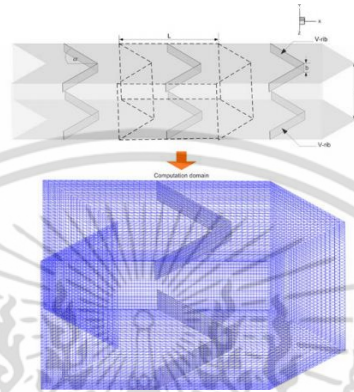 Y
X
L
V-rib
α
b
V-rib
Computation domain